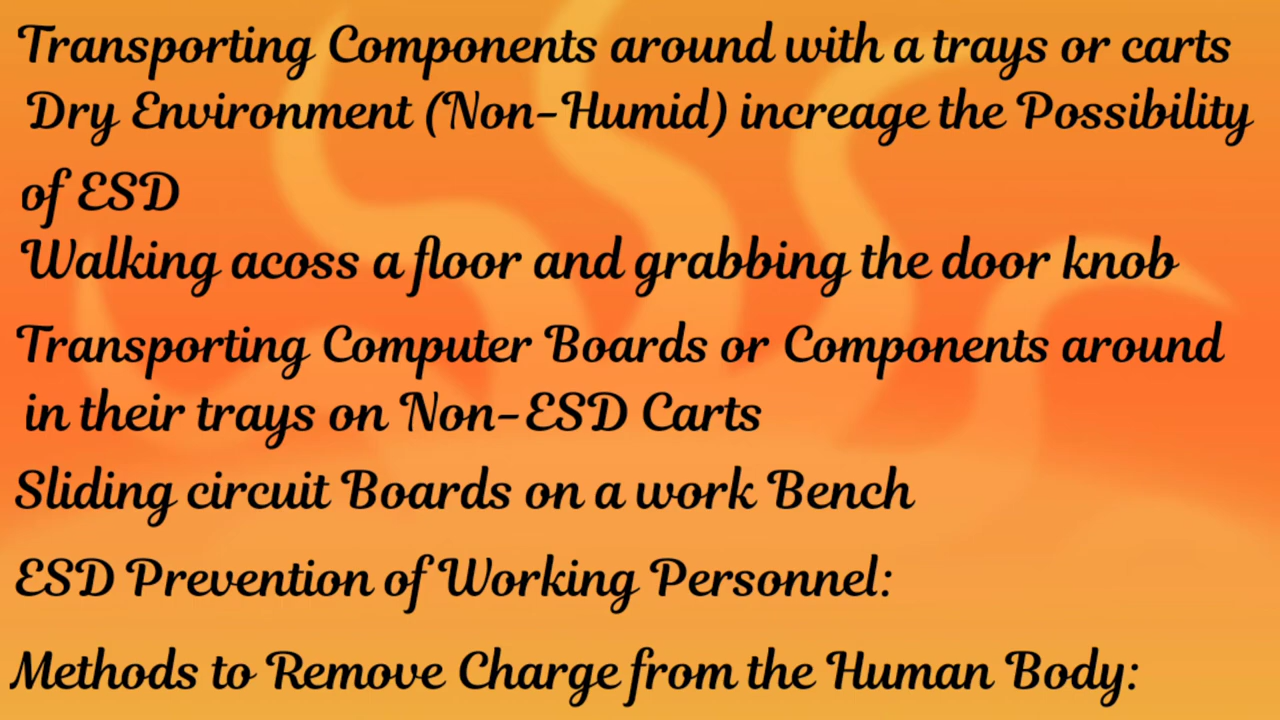 Transporting Components around with a trays or carts
Dry Environment (Non-Humid) increage the Possibility
of ESD
Walking acoss a floor and grabbing the door knob
Transporting Computer Boards or Components around
in their trays on Non-ESD Carts
Sliding circuit Boards on a work Bench
ESD Prevention of Working Personnel:
Methods to Remove Charge from the Human Body: